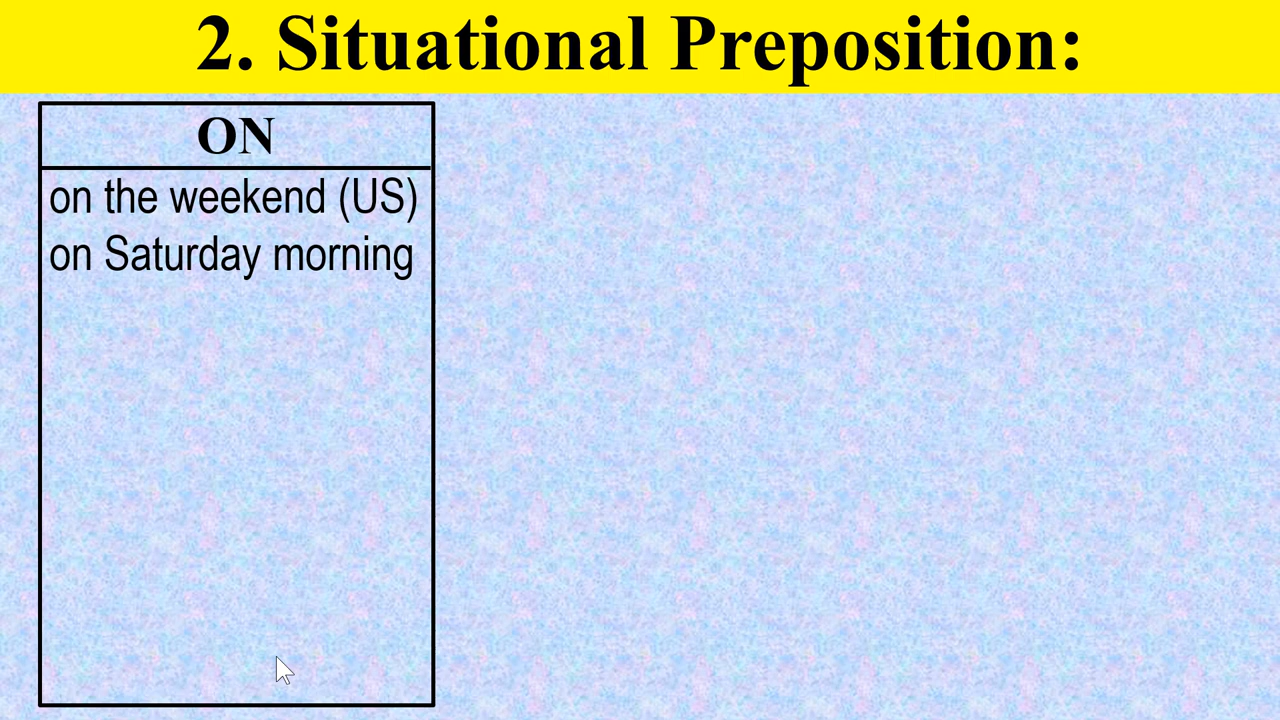 2. Situational Preposition:
ON
on the weekend (US)
on Saturday morning